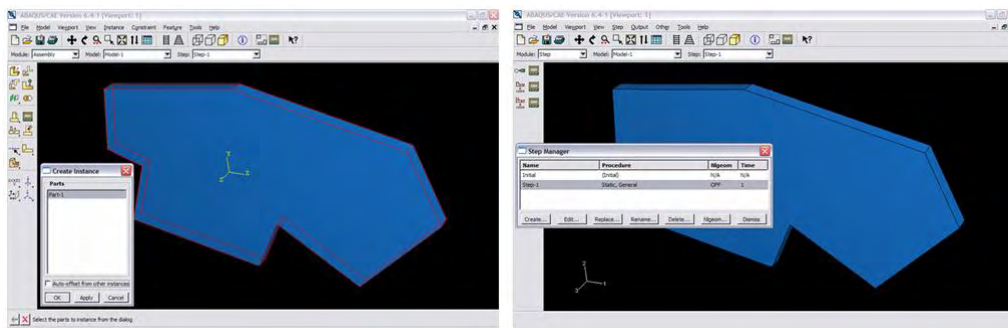 ABAQUS/CAE Version 6.4-1 [Viewport: 1]
File Model Viewport View Instance Constraint Feature Tools Help
Module: Assembly Model: Model-1 Step: Step-1
Create Instance
Parts
Part-1
Auto-offset from other instances
OK Apply Cancel
Select the parts to instance from the dialog
ABAQUS/CAE Version 6.4-1 [Viewport: 1]
File Model Viewport View Step Output Other Tools Help
Module: Step Model: Model-1 Step: Step-1
Step Manager
Name Procedure Nlgeom Time
Initial (Initial) N/A N/A
Step-1 Static, General OFF 1
Create... Edit... Replace... Rename... Delete... Nlgeom... Dismiss